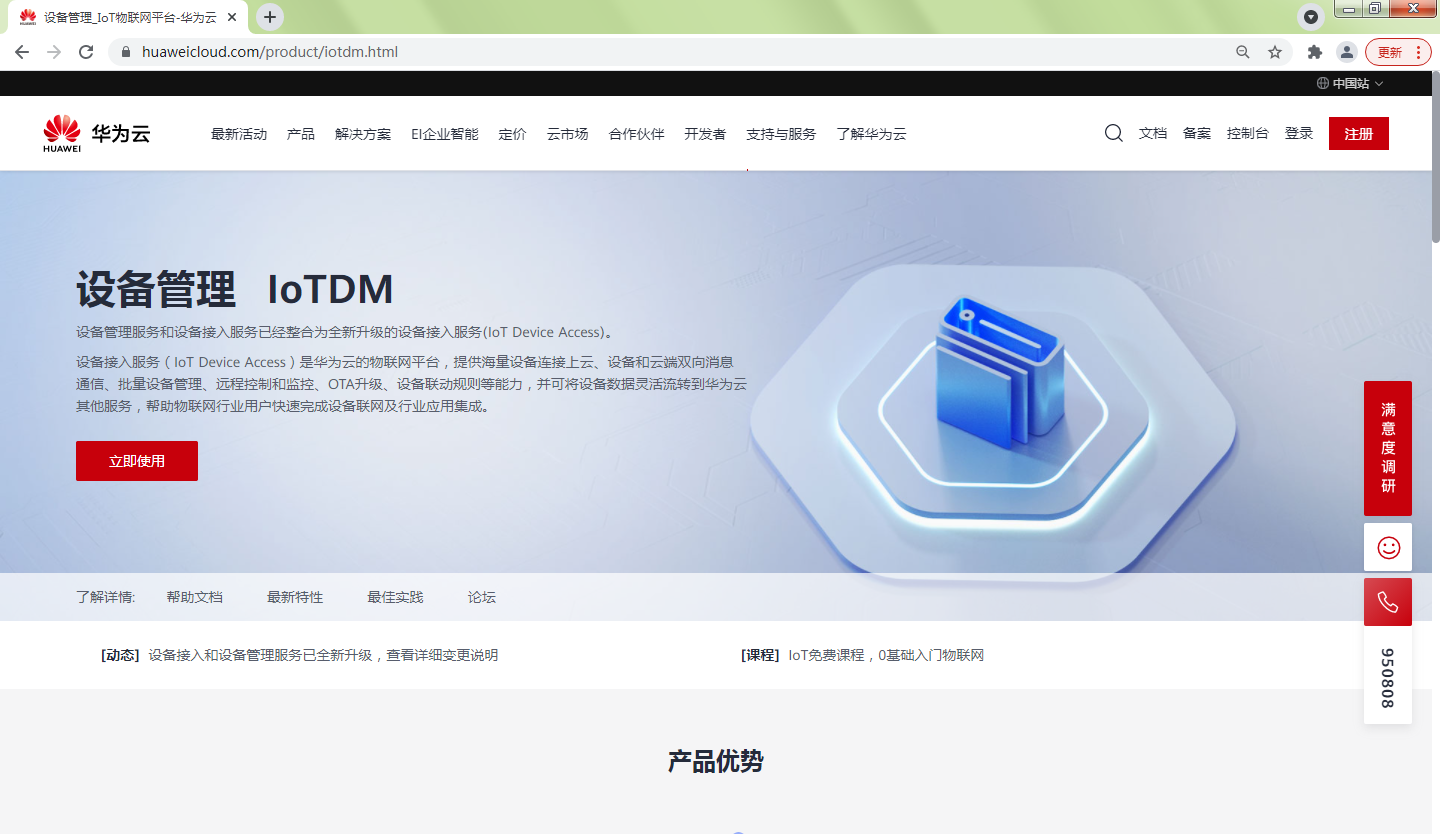 设备管理_IoT物联网平台-华为云
huaweicloud.com/product/iotdm.html
更新
中国站
HUAWEI 华为云 最新活动 产品 解决方案 EI企业智能 定价 云市场 合作伙伴 开发者 支持与服务 了解华为云 文档 备案 控制台 登录 注册
设备管理 IoTDM
设备管理服务和设备接入服务已经整合为全新升级的设备接入服务(IoT Device Access)。
设备接入服务（IoT Device Access）是华为云的物联网平台，提供海量设备连接上云、设备和云端双向消息
通信、批量设备管理、远程控制和监控、OTA升级、设备联动规则等能力，并可将设备数据灵活流转到华为云
其他服务，帮助物联网行业用户快速完成设备联网及行业应用集成。
立即使用
满意度调研
950808
了解详情: 帮助文档 最新特性 最佳实践 论坛
[动态] 设备接入和设备管理服务已全新升级，查看详细变更说明
[课程] IoT免费课程，0基础入门物联网
产品优势